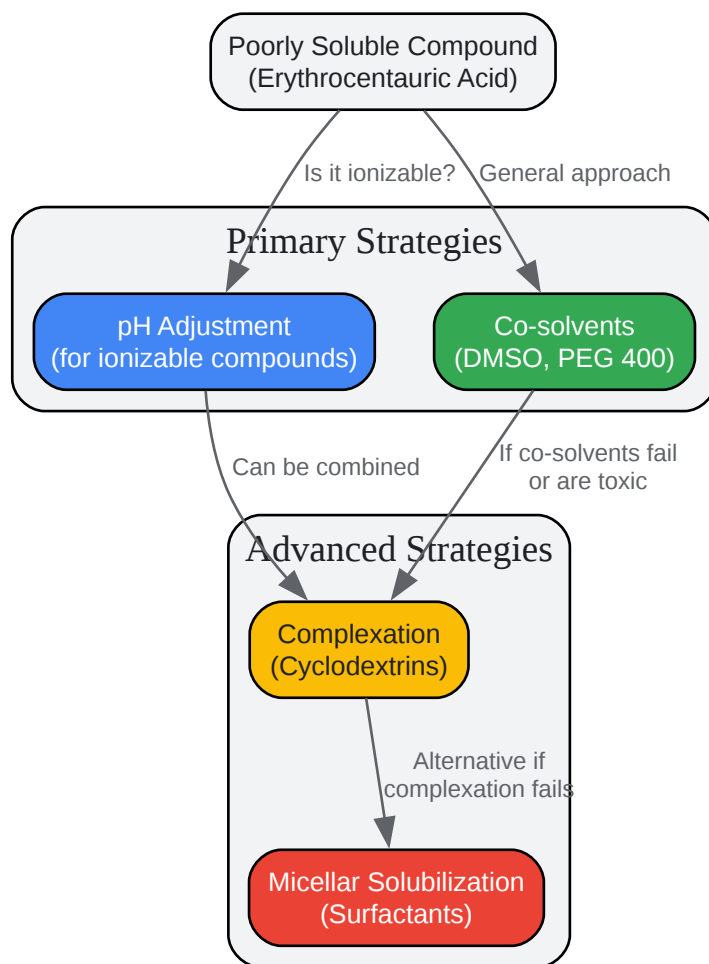 Poorly Soluble Compound
(Erythrocentauric Acid)
Is it ionizable?
General approach
Primary Strategies
pH Adjustment
(for ionizable compounds)
Co-solvents
(DMSO, PEG 400)
Can be combined
If co-solvents fail
or are toxic
Advanced Strategies
Complexation
(Cyclodextrins)
Alternative if
complexation fails
Micellar Solubilization
(Surfactants)